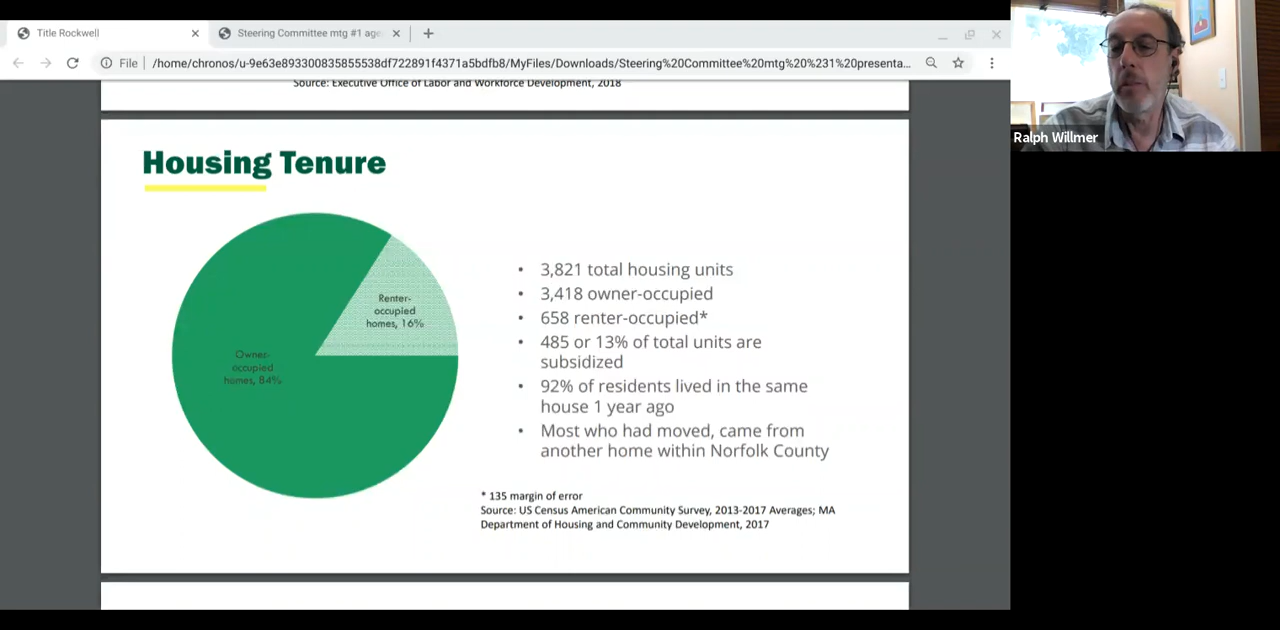 Title Rockwell
Steering Committee mtg #1 age
File
/home/chronos/u-9e63e893300835855538df722891f4371a5bdfb8/MyFiles/Downloads/Steering%20Committee%20mtg%20%231%20presenta...
Source: Executive Office of Labor and Workforce Development, 2018
Ralph Willmer
Housing Tenure
Renter-
occupied
homes, 16%
Owner-
occupied
homes, 84%
• 3,821 total housing units
• 3,418 owner-occupied
• 658 renter-occupied*
• 485 or 13% of total units are
subsidized
• 92% of residents lived in the same
house 1 year ago
• Most who had moved, came from
another home within Norfolk County
* 135 margin of error
Source: US Census American Community Survey, 2013-2017 Averages; MA
Department of Housing and Community Development, 2017